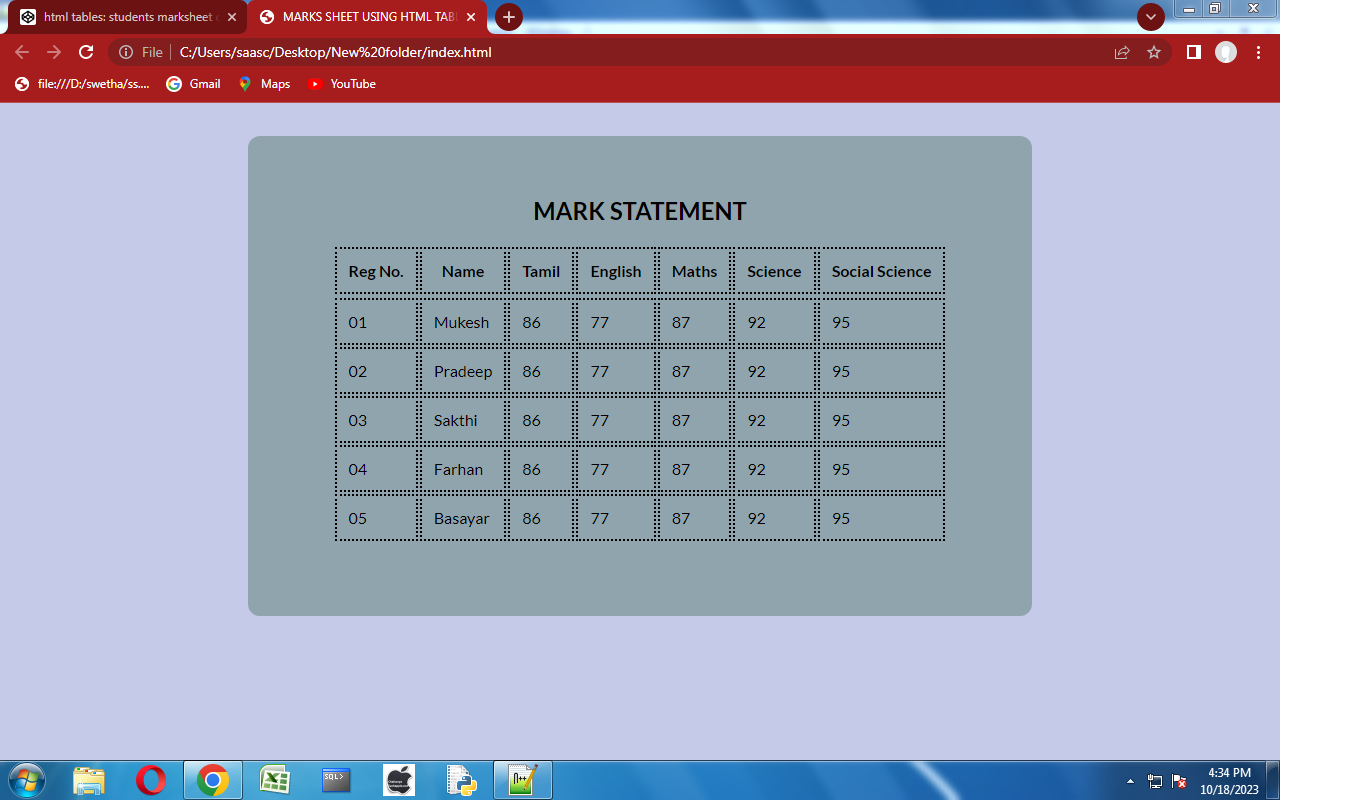 html tables: students marksheet
MARKS SHEET USING HTML TAB
File C:/Users/saasc/Desktop/New%20folder/index.html
file:///D:/swetha/ss.... Gmail Maps YouTube
MARK STATEMENT
Reg No. Name Tamil English Maths Science Social Science
01 Mukesh 86 77 87 92 95
02 Pradeep 86 77 87 92 95
03 Sakthi 86 77 87 92 95
04 Farhan 86 77 87 92 95
05 Basayar 86 77 87 92 95
SQL>
N++
4:34 PM
10/18/2023